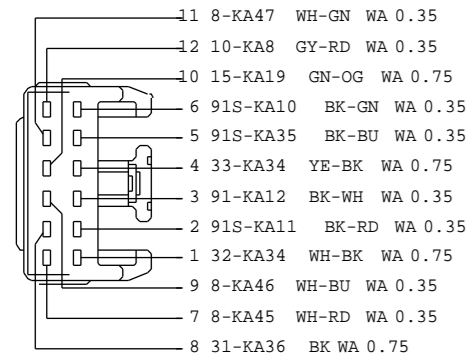 11 8-KA47 WH-GN WA 0.35
12 10-KA8 GY-RD WA 0.35
10 15-KA19 GN-OG WA 0.75
6 91S-KA10 BK-GN WA 0.35
5 91S-KA35 BK-BU WA 0.35
4 33-KA34 YE-BK WA 0.75
3 91-KA12 BK-WH WA 0.35
2 91S-KA11 BK-RD WA 0.35
1 32-KA34 WH-BK WA 0.75
9 8-KA46 WH-BU WA 0.35
7 8-KA45 WH-RD WA 0.35
8 31-KA36 BK WA 0.75